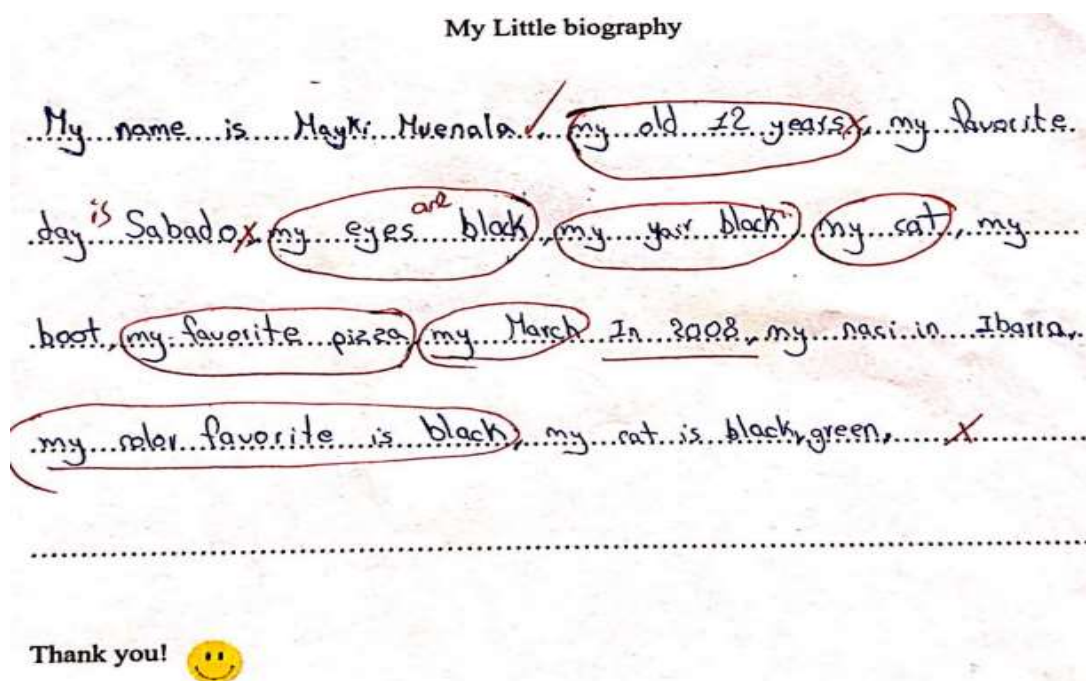 My Little biography
My name is Mayki Muenala, my old 12 years, my favorite
is are
day Sabado, my eyes black, my yair black, my cat, my
boot, my favorite pizza, my March In 2008, my naci in Ibarra,
my color favorite is black, my cat is black, green,
Thank you!